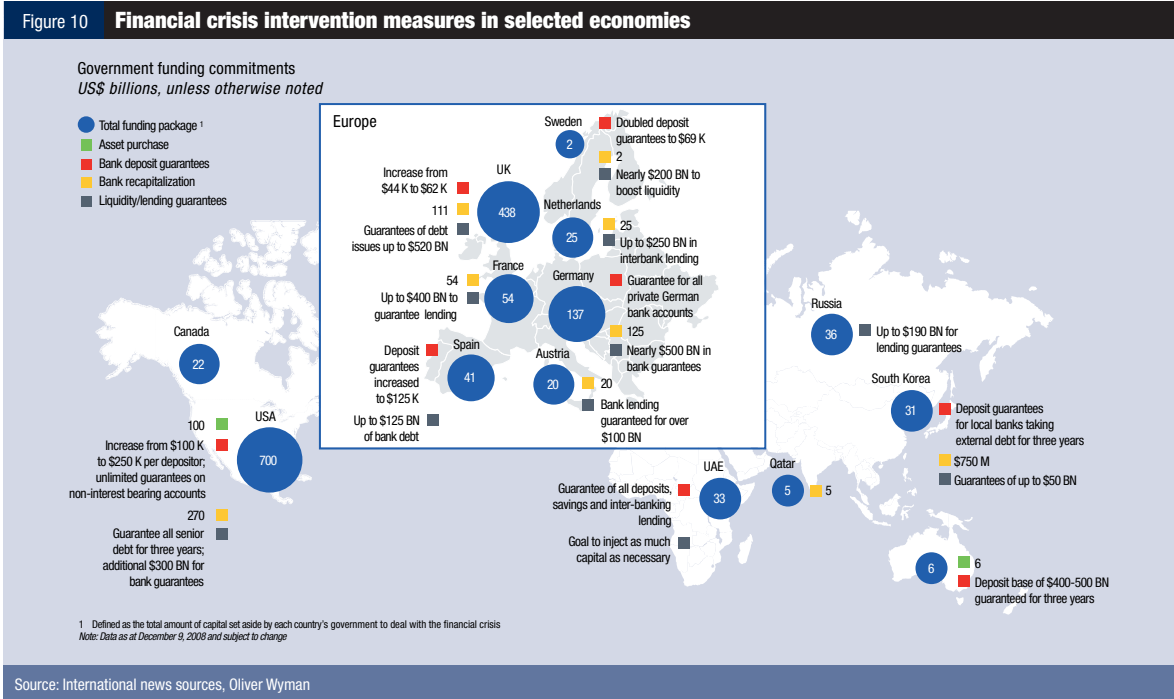 Figure 10
Financial crisis intervention measures in selected economies
Government funding commitments
US$ billions, unless otherwise noted
Total funding package 1
Asset purchase
Bank deposit guarantees
Bank recapitalization
Liquidity/lending guarantees
Europe
Sweden
2
Doubled deposit
guarantees to $69 K
2
Nearly $200 BN to
boost liquidity
UK
438
Increase from
$44 K to $62 K
111
Guarantees of debt
issues up to $520 BN
Netherlands
25
25
Up to $250 BN in
interbank lending
France
54
54
Up to $400 BN to
guarantee lending
Germany
137
Guarantee for all
private German
bank accounts
125
Nearly $500 BN in
bank guarantees
Spain
41
Deposit
guarantees
increased
to $125 K
Up to $125 BN
of bank debt
Austria
20
20
Bank lending
guaranteed for over
$100 BN
Canada
22
USA
700
100
Increase from $100 K
to $250 K per depositor;
unlimited guarantees on
non-interest bearing accounts
270
Guarantee all senior
debt for three years;
additional $300 BN for
bank guarantees
Russia
36
Up to $190 BN for
lending guarantees
South Korea
31
Deposit guarantees
for local banks taking
external debt for three years
$750 M
Guarantees of up to $50 BN
UAE
33
Guarantee of all deposits,
savings and inter-banking
lending
Goal to inject as much
capital as necessary
Qatar
5
5
6
6
Deposit base of $400-500 BN
guaranteed for three years
1 Defined as the total amount of capital set aside by each country's government to deal with the financial crisis
Note: Data as at December 9, 2008 and subject to change
Source: International news sources, Oliver Wyman